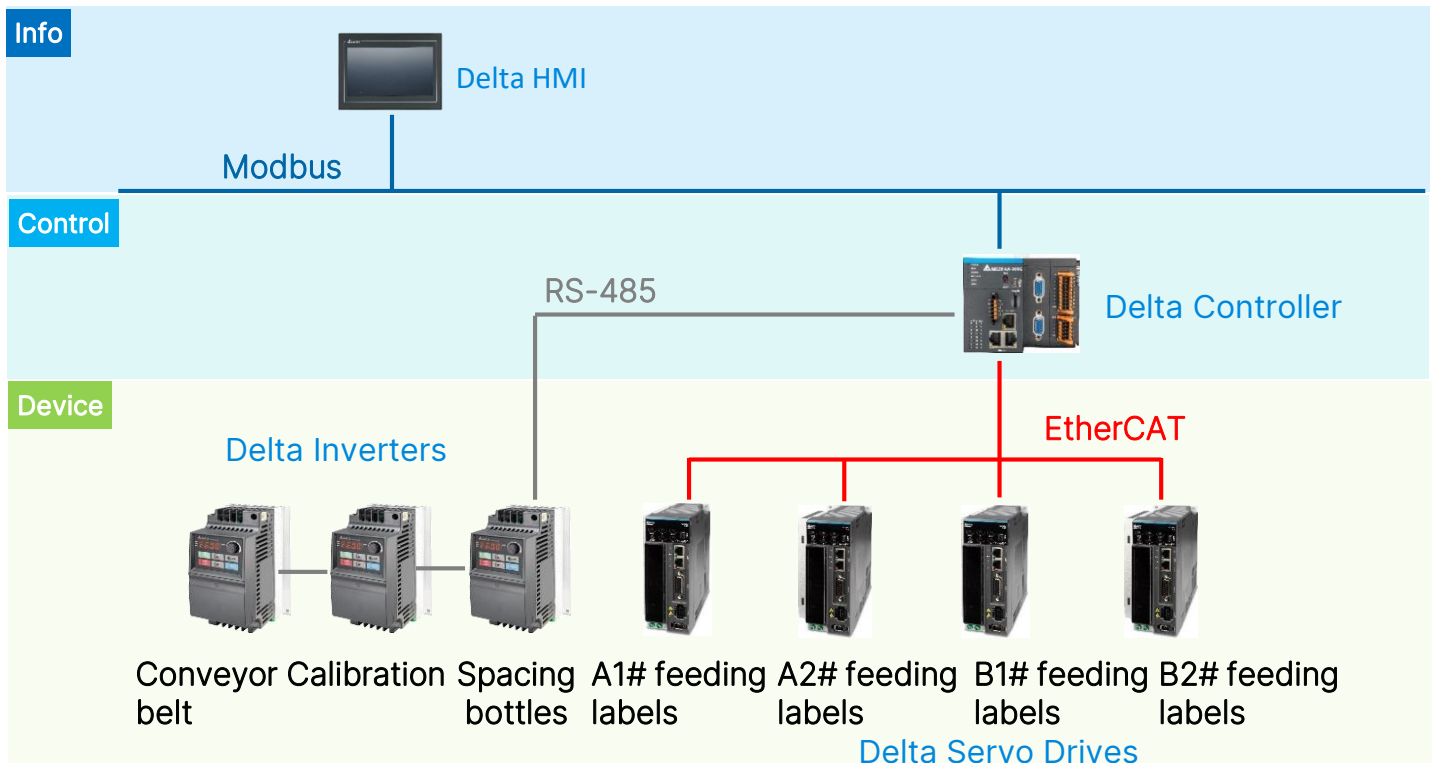 Info
Delta HMI
Modbus
Control
RS-485
Delta Controller
Device
EtherCAT
Delta Inverters
Conveyor Calibration Spacing A1# feeding A2# feeding B1# feeding B2# feeding
belt bottles labels labels labels labels
Delta Servo Drives